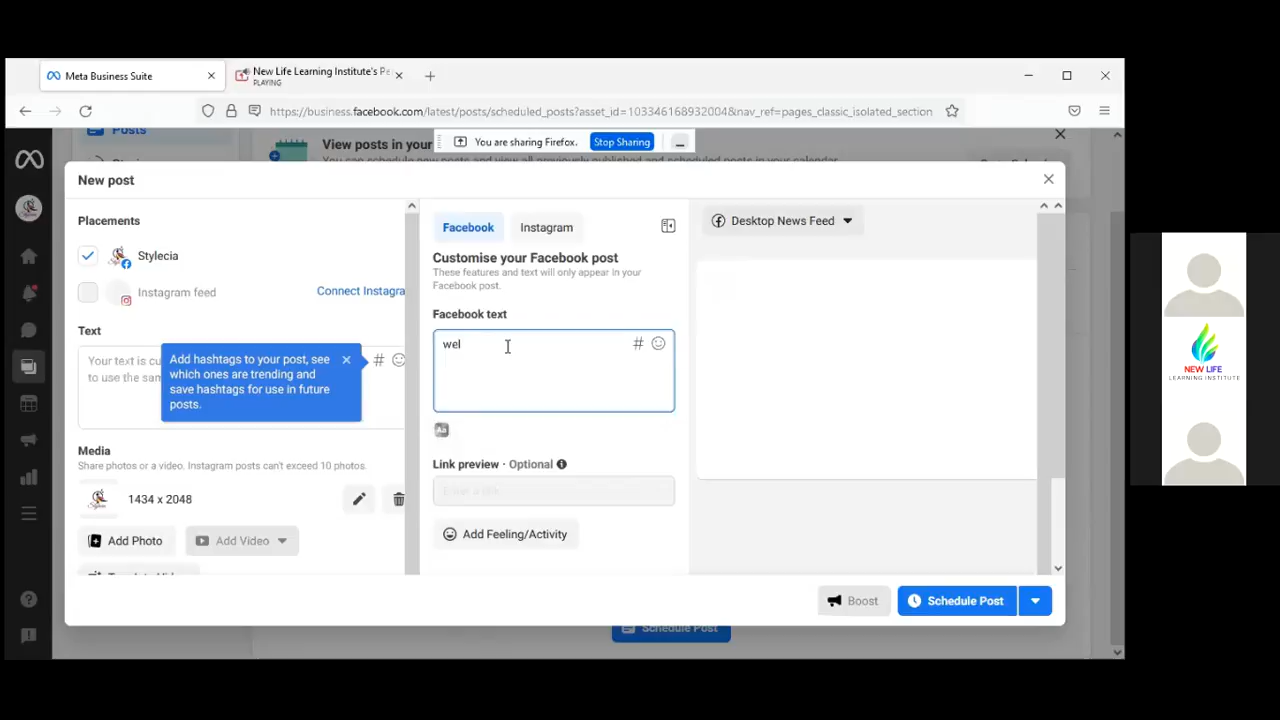 Meta Business Suite
New Life Learning Institute's Pe
PLAYING
https://business.facebook.com/latest/posts/scheduled_posts?asset_id=103346168932004&nav_ref=pages_classic_isolated_section
Posts
View posts in your
You are sharing Firefox.
Stop Sharing
New post
Placements
Stylecia
Instagram feed
Connect Instagra
Text
Your text is cu
to use the sam
Add hashtags to your post, see
which ones are trending and
save hashtags for use in future
posts.
Media
Share photos or a video. Instagram posts can't exceed 10 photos.
1434 x 2048
Add Photo
Add Video
Facebook
Instagram
Customise your Facebook post
These features and text will only appear in your
Facebook post.
Facebook text
wel
Aa
Link preview · Optional
Add Feeling/Activity
Desktop News Feed
Boost
Schedule Post
Schedule Post
NEW LIFE
LEARNING INSTITUTE